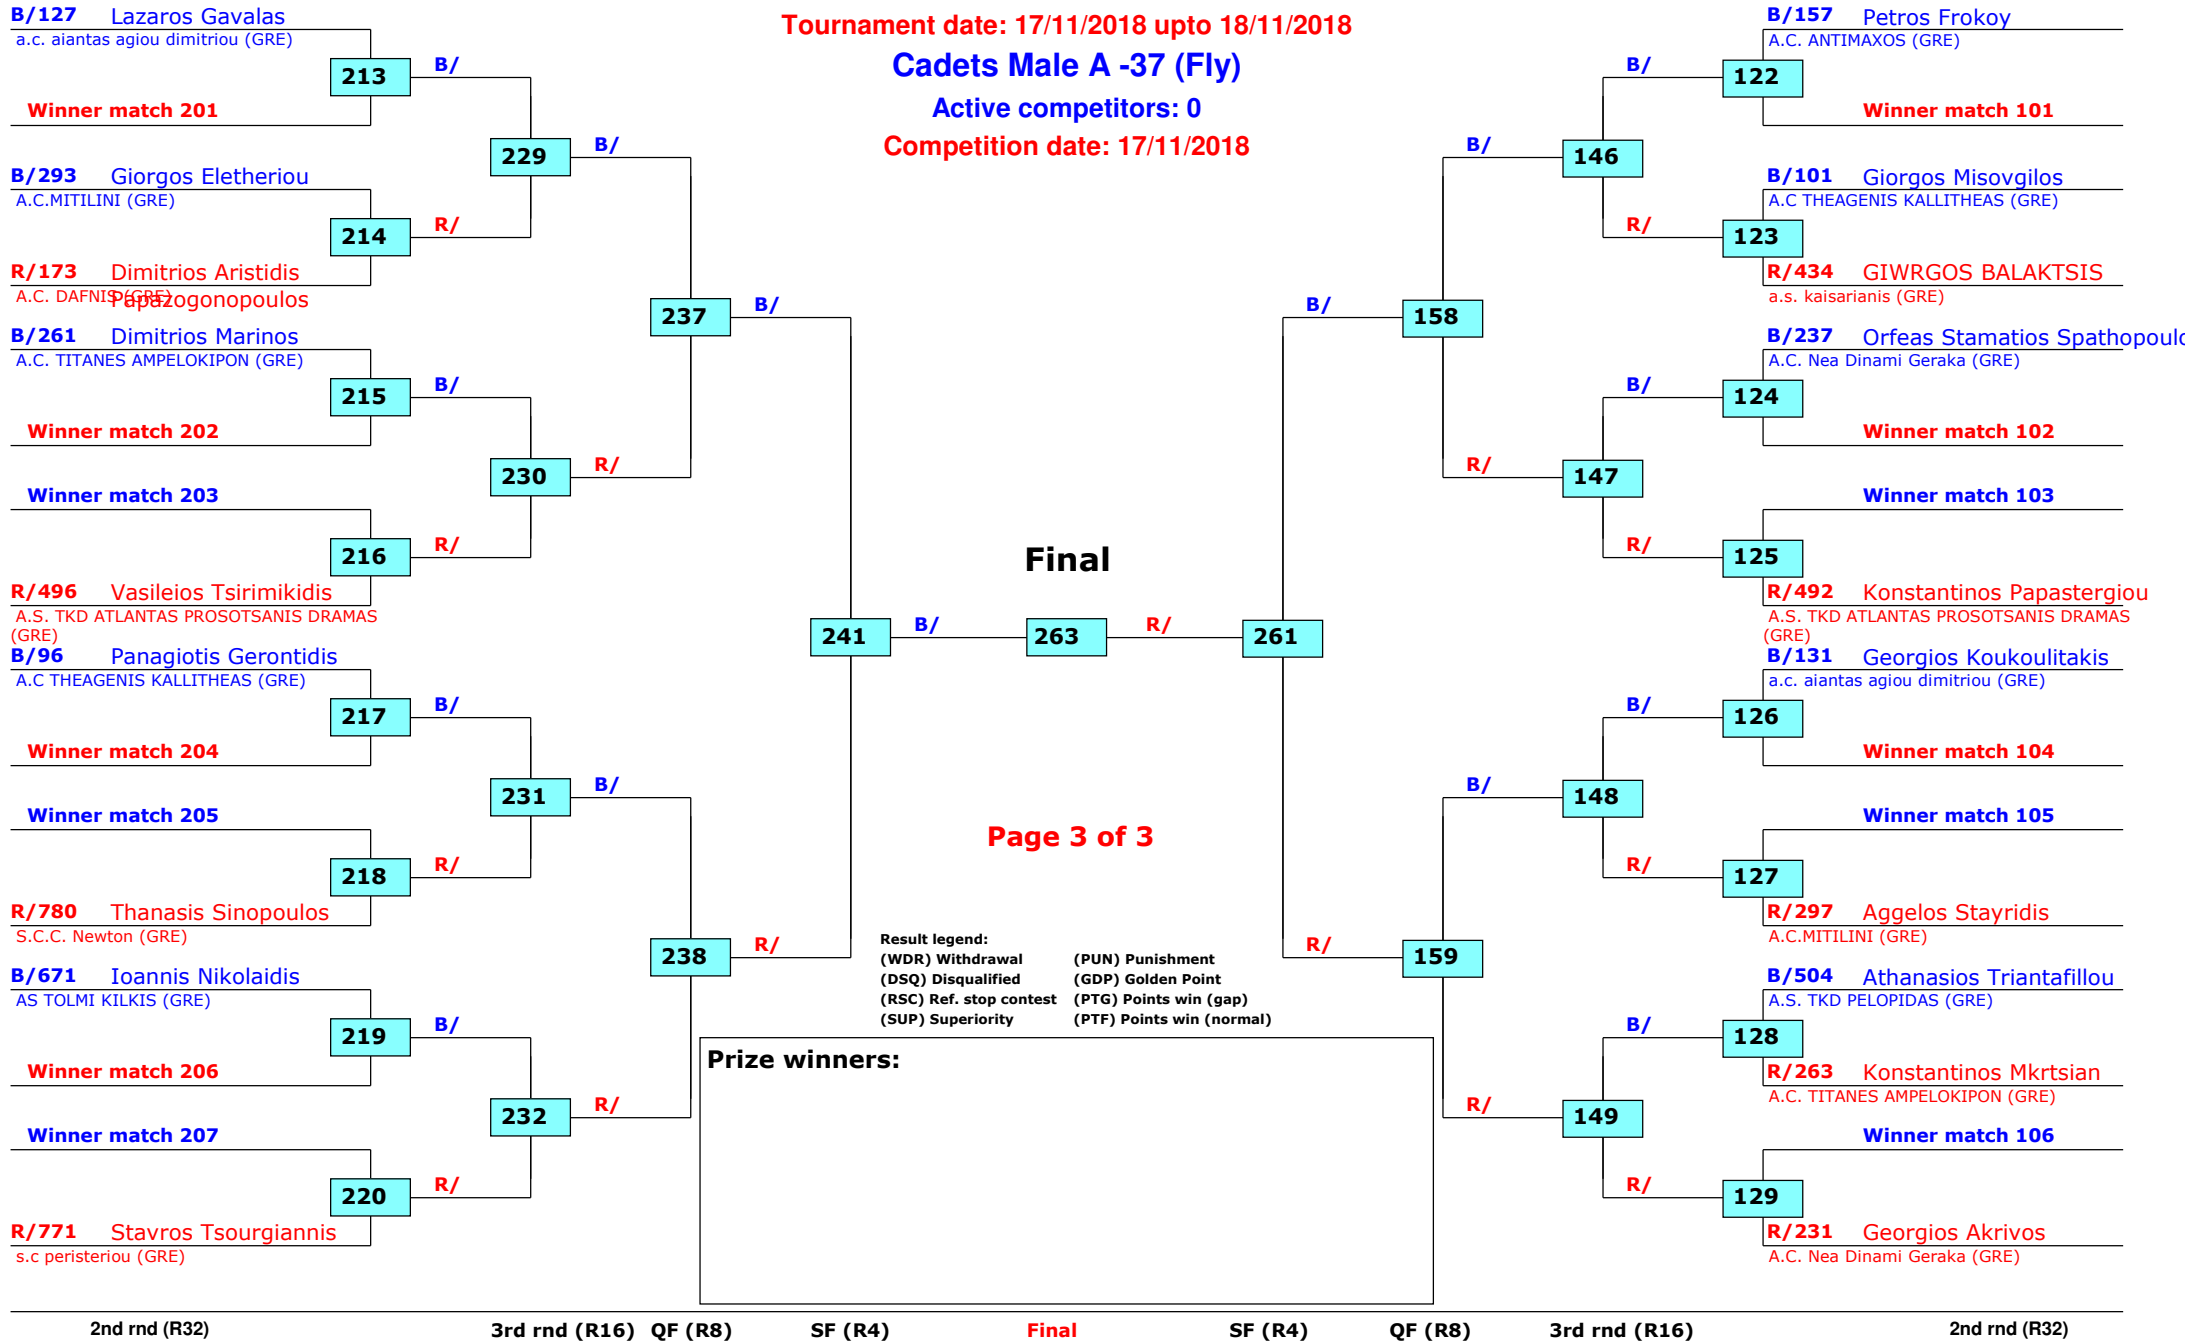 Tournament date: 17/11/2018 upto 18/11/2018
Cadets Male A -37 (Fly)
Active competitors: 0
Competition date: 17/11/2018
B/127 Lazaros Gavalas
a.c. aiantas agiou dimitriou (GRE)
213
B/
Winner match 201
229
B/
B/293 Giorgos Eletheriou
A.C.MITILINI (GRE)
214
R/
R/173 Dimitrios Aristidis
A.C. DAFNIS (GRE) Papazogonopoulos
237
B/
B/261 Dimitrios Marinos
A.C. TITANES AMPELOKIPON (GRE)
215
B/
Winner match 202
230
R/
Winner match 203
216
R/
R/496 Vasileios Tsirimikidis
A.S. TKD ATLANTAS PROSOTSANIS DRAMAS
(GRE)
241
B/
B/96 Panagiotis Gerontidis
A.C THEAGENIS KALLITHEAS (GRE)
217
B/
Winner match 204
231
B/
Winner match 205
218
R/
R/780 Thanasis Sinopoulos
S.C.C. Newton (GRE)
238
R/
B/671 Ioannis Nikolaidis
AS TOLMI KILKIS (GRE)
219
B/
Winner match 206
232
R/
Winner match 207
220
R/
R/771 Stavros Tsourgiannis
s.c peristeriou (GRE)
Final
263
R/
261
Page 3 of 3
Result legend:
(WDR) Withdrawal (PUN) Punishment
(DSQ) Disqualified (GDP) Golden Point
(RSC) Ref. stop contest (PTG) Points win (gap)
(SUP) Superiority (PTF) Points win (normal)
Prize winners:
B/157 Petros Frokoy
A.C. ANTIMAXOS (GRE)
B/
122
Winner match 101
B/
146
B/101 Giorgos Misovgilos
A.C THEAGENIS KALLITHEAS (GRE)
R/
123
R/434 GIWRGOS BALAKTSIS
a.s. kaisarianis (GRE)
B/
158
B/237 Orfeas Stamatios Spathopoulo
A.C. Nea Dinami Geraka (GRE)
B/
124
Winner match 102
R/
147
Winner match 103
R/
125
R/492 Konstantinos Papastergiou
A.S. TKD ATLANTAS PROSOTSANIS DRAMAS
(GRE)
B/131 Georgios Koukoulitakis
a.c. aiantas agiou dimitriou (GRE)
B/
126
Winner match 104
B/
148
Winner match 105
R/
127
R/297 Aggelos Stayridis
A.C.MITILINI (GRE)
R/
159
B/504 Athanasios Triantafillou
A.S. TKD PELOPIDAS (GRE)
B/
128
R/263 Konstantinos Mkrtsian
A.C. TITANES AMPELOKIPON (GRE)
R/
149
Winner match 106
R/
129
R/231 Georgios Akrivos
A.C. Nea Dinami Geraka (GRE)
2nd rnd (R32) 3rd rnd (R16) QF (R8) SF (R4) Final SF (R4) QF (R8) 3rd rnd (R16) 2nd rnd (R32)